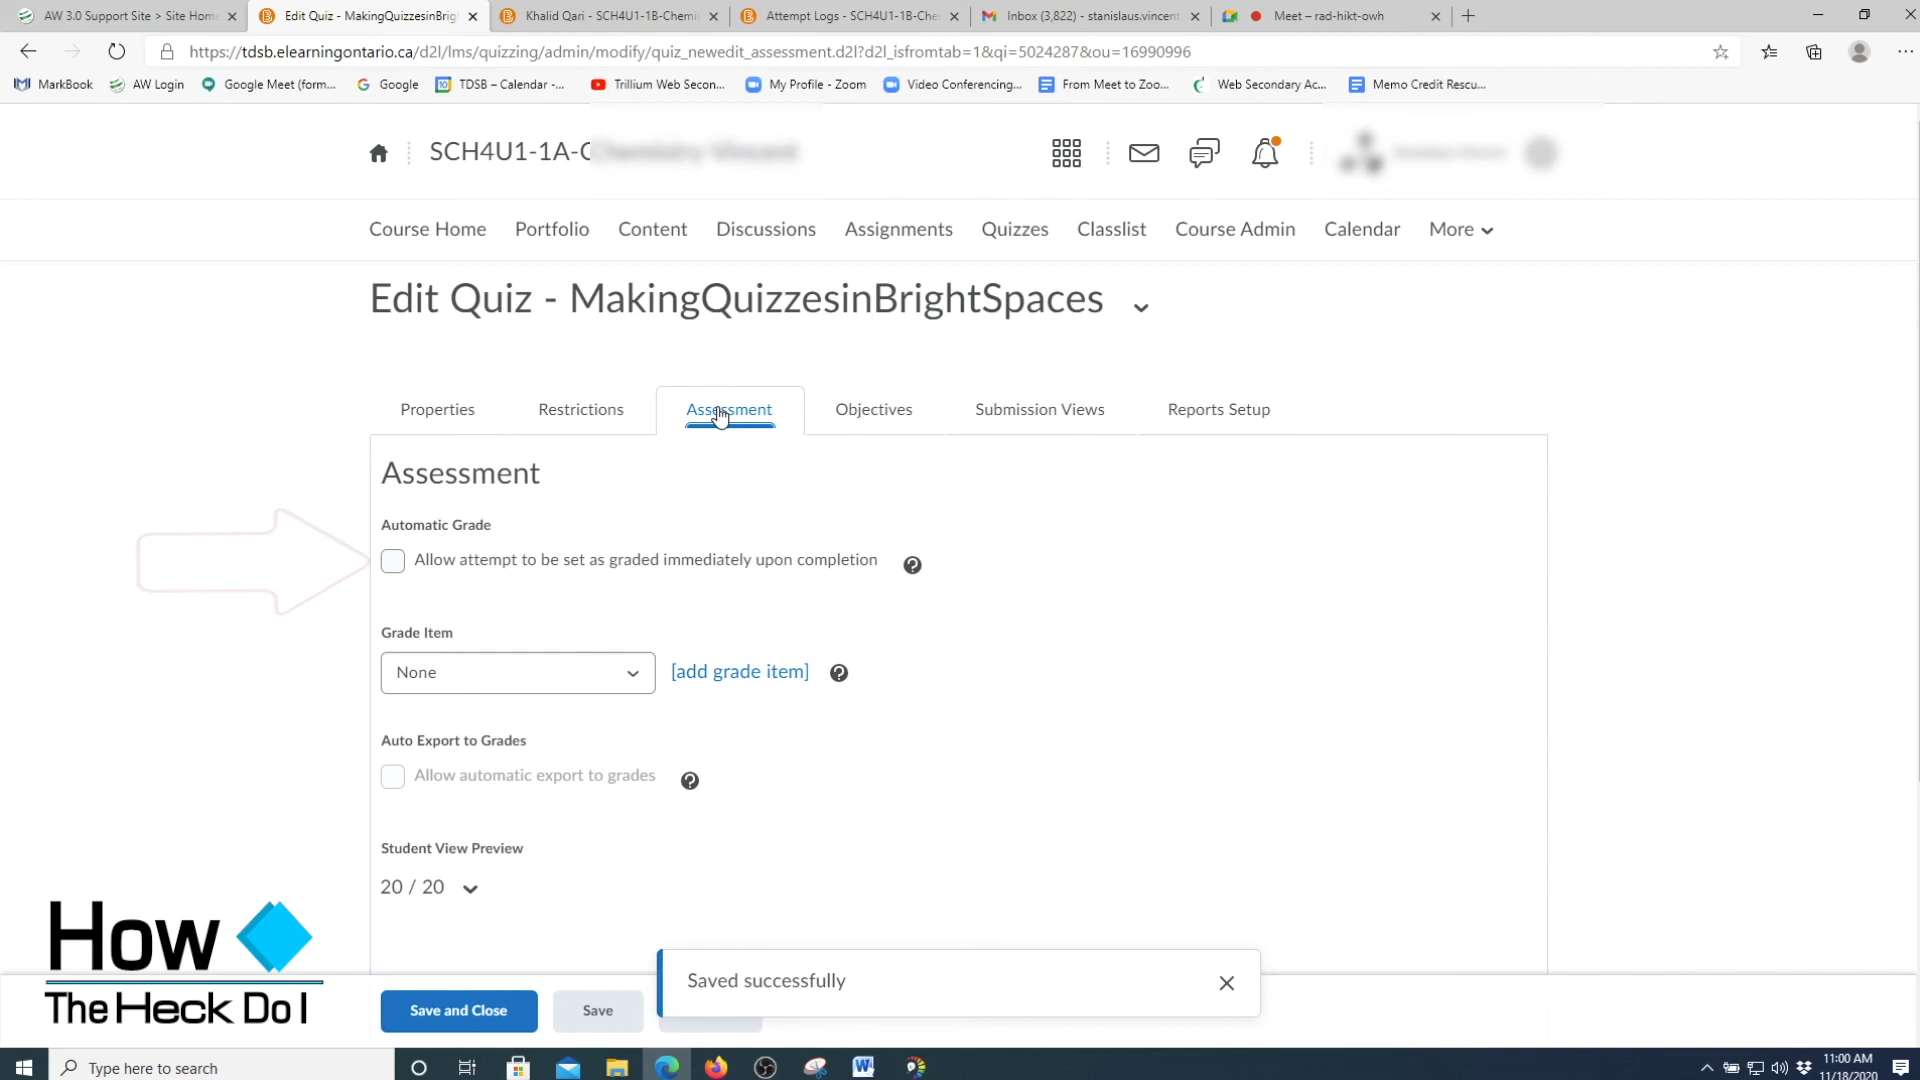 AW 3.0 Support Site > Site Home
Edit Quiz - MakingQuizzesinBrig
Khalid Qari - SCH4U1-1B-Chemi
Attempt Logs - SCH4U1-1B-Che
Inbox (3,822) - stanislaus.vincent
Meet – rad-hikt-owh
https://tdsb.elearningontario.ca/d2l/lms/quizzing/admin/modify/quiz_newedit_assessment.d2l?d2l_isfromtab=1&qi=5024287&ou=16990996
MarkBook
AW Login
Google Meet (form...
Google
TDSB – Calendar -...
Trillium Web Secon...
My Profile - Zoom
Video Conferencing...
From Meet to Zoo...
Web Secondary Ac...
Memo Credit Rescu...
SCH4U1-1A-Chemistry-Vincent
Course Home
Portfolio
Content
Discussions
Assignments
Quizzes
Classlist
Course Admin
Calendar
More
Edit Quiz - MakingQuizzesinBrightSpaces
Properties
Restrictions
Assessment
Objectives
Submission Views
Reports Setup
Assessment
Automatic Grade
Allow attempt to be set as graded immediately upon completion
Grade Item
None
[add grade item]
Auto Export to Grades
Allow automatic export to grades
Student View Preview
20 / 20
How
The Heck Do I
Saved successfully
Save and Close
Save
Type here to search
11:00 AM
11/18/2020